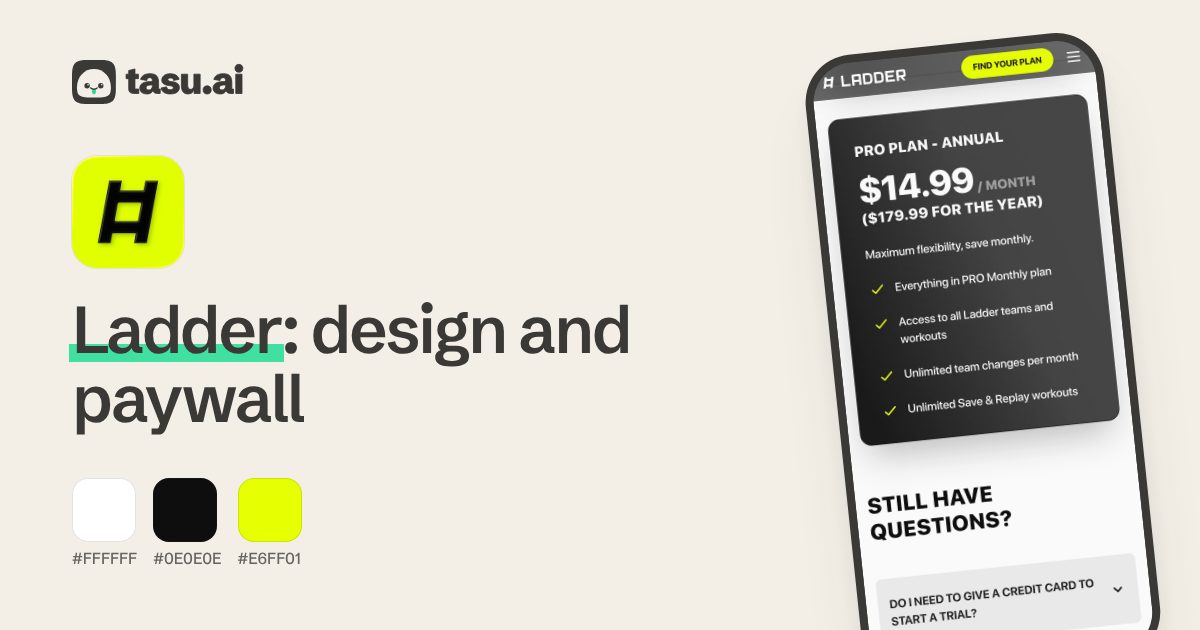 tasu.ai
Ladder: design and
paywall
#FFFFFF
#0E0E0E
#E6FF01
LADDER
FIND YOUR PLAN
PRO PLAN - ANNUAL
$14.99 / MONTH
($179.99 FOR THE YEAR)
Maximum flexibility, save monthly.
Everything in PRO Monthly plan
Access to all Ladder teams and
workouts
Unlimited team changes per month
Unlimited Save & Replay workouts
STILL HAVE
QUESTIONS?
DO I NEED TO GIVE A CREDIT CARD TO
START A TRIAL?